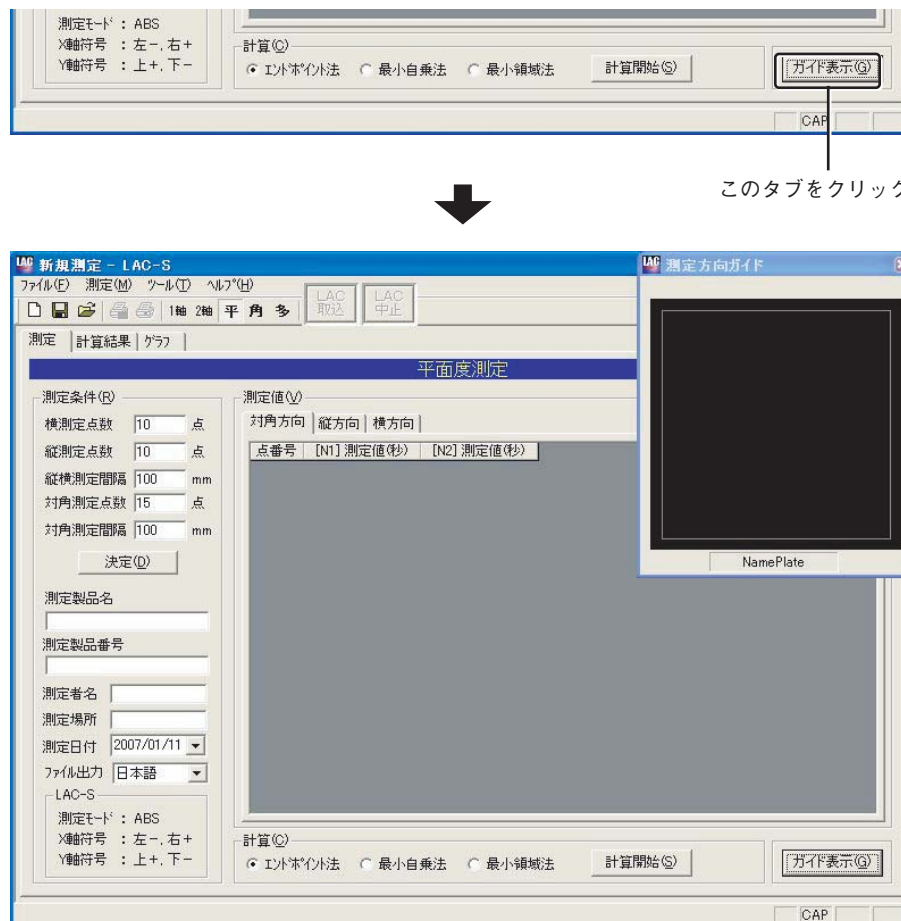 測定モード : ABS
X軸符号 : 左-, 右+
Y軸符号 : 上+, 下-
計算(C)
エンドポイント法 最小自乗法 最小領域法 計算開始(S) ガイド表示(G)
CAP
このタブをクリック
新規測定 - LAC-S
測定方向ガイド
ファイル(F) 測定(M) ツール(T) ヘルプ(H)
1軸 2軸 平 角 多 LAC取込 LAC中止
測定 計算結果 グラフ
平面度測定
測定条件(R)
測定値(V)
横測定点数 10 点
対角方向 縦方向 横方向
縦測定点数 10 点
点番号 [N1] 測定値(秒) [N2] 測定値(秒)
縦横測定間隔 100 mm
対角測定点数 15 点
対角測定間隔 100 mm
NamePlate
決定(D)
測定製品名
測定製品番号
測定者名
測定場所
測定日付 2007/01/11
ファイル出力 日本語
LAC-S
測定モード : ABS
X軸符号 : 左-, 右+
Y軸符号 : 上+, 下-
計算(C)
エンドポイント法 最小自乗法 最小領域法 計算開始(S) ガイド表示(G)
CAP